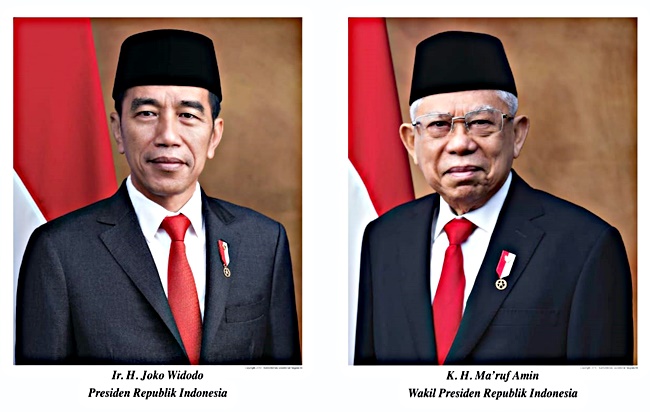 Ir. H. Joko Widodo
Presiden Republik Indonesia
K. H. Ma'ruf Amin
Wakil Presiden Republik Indonesia